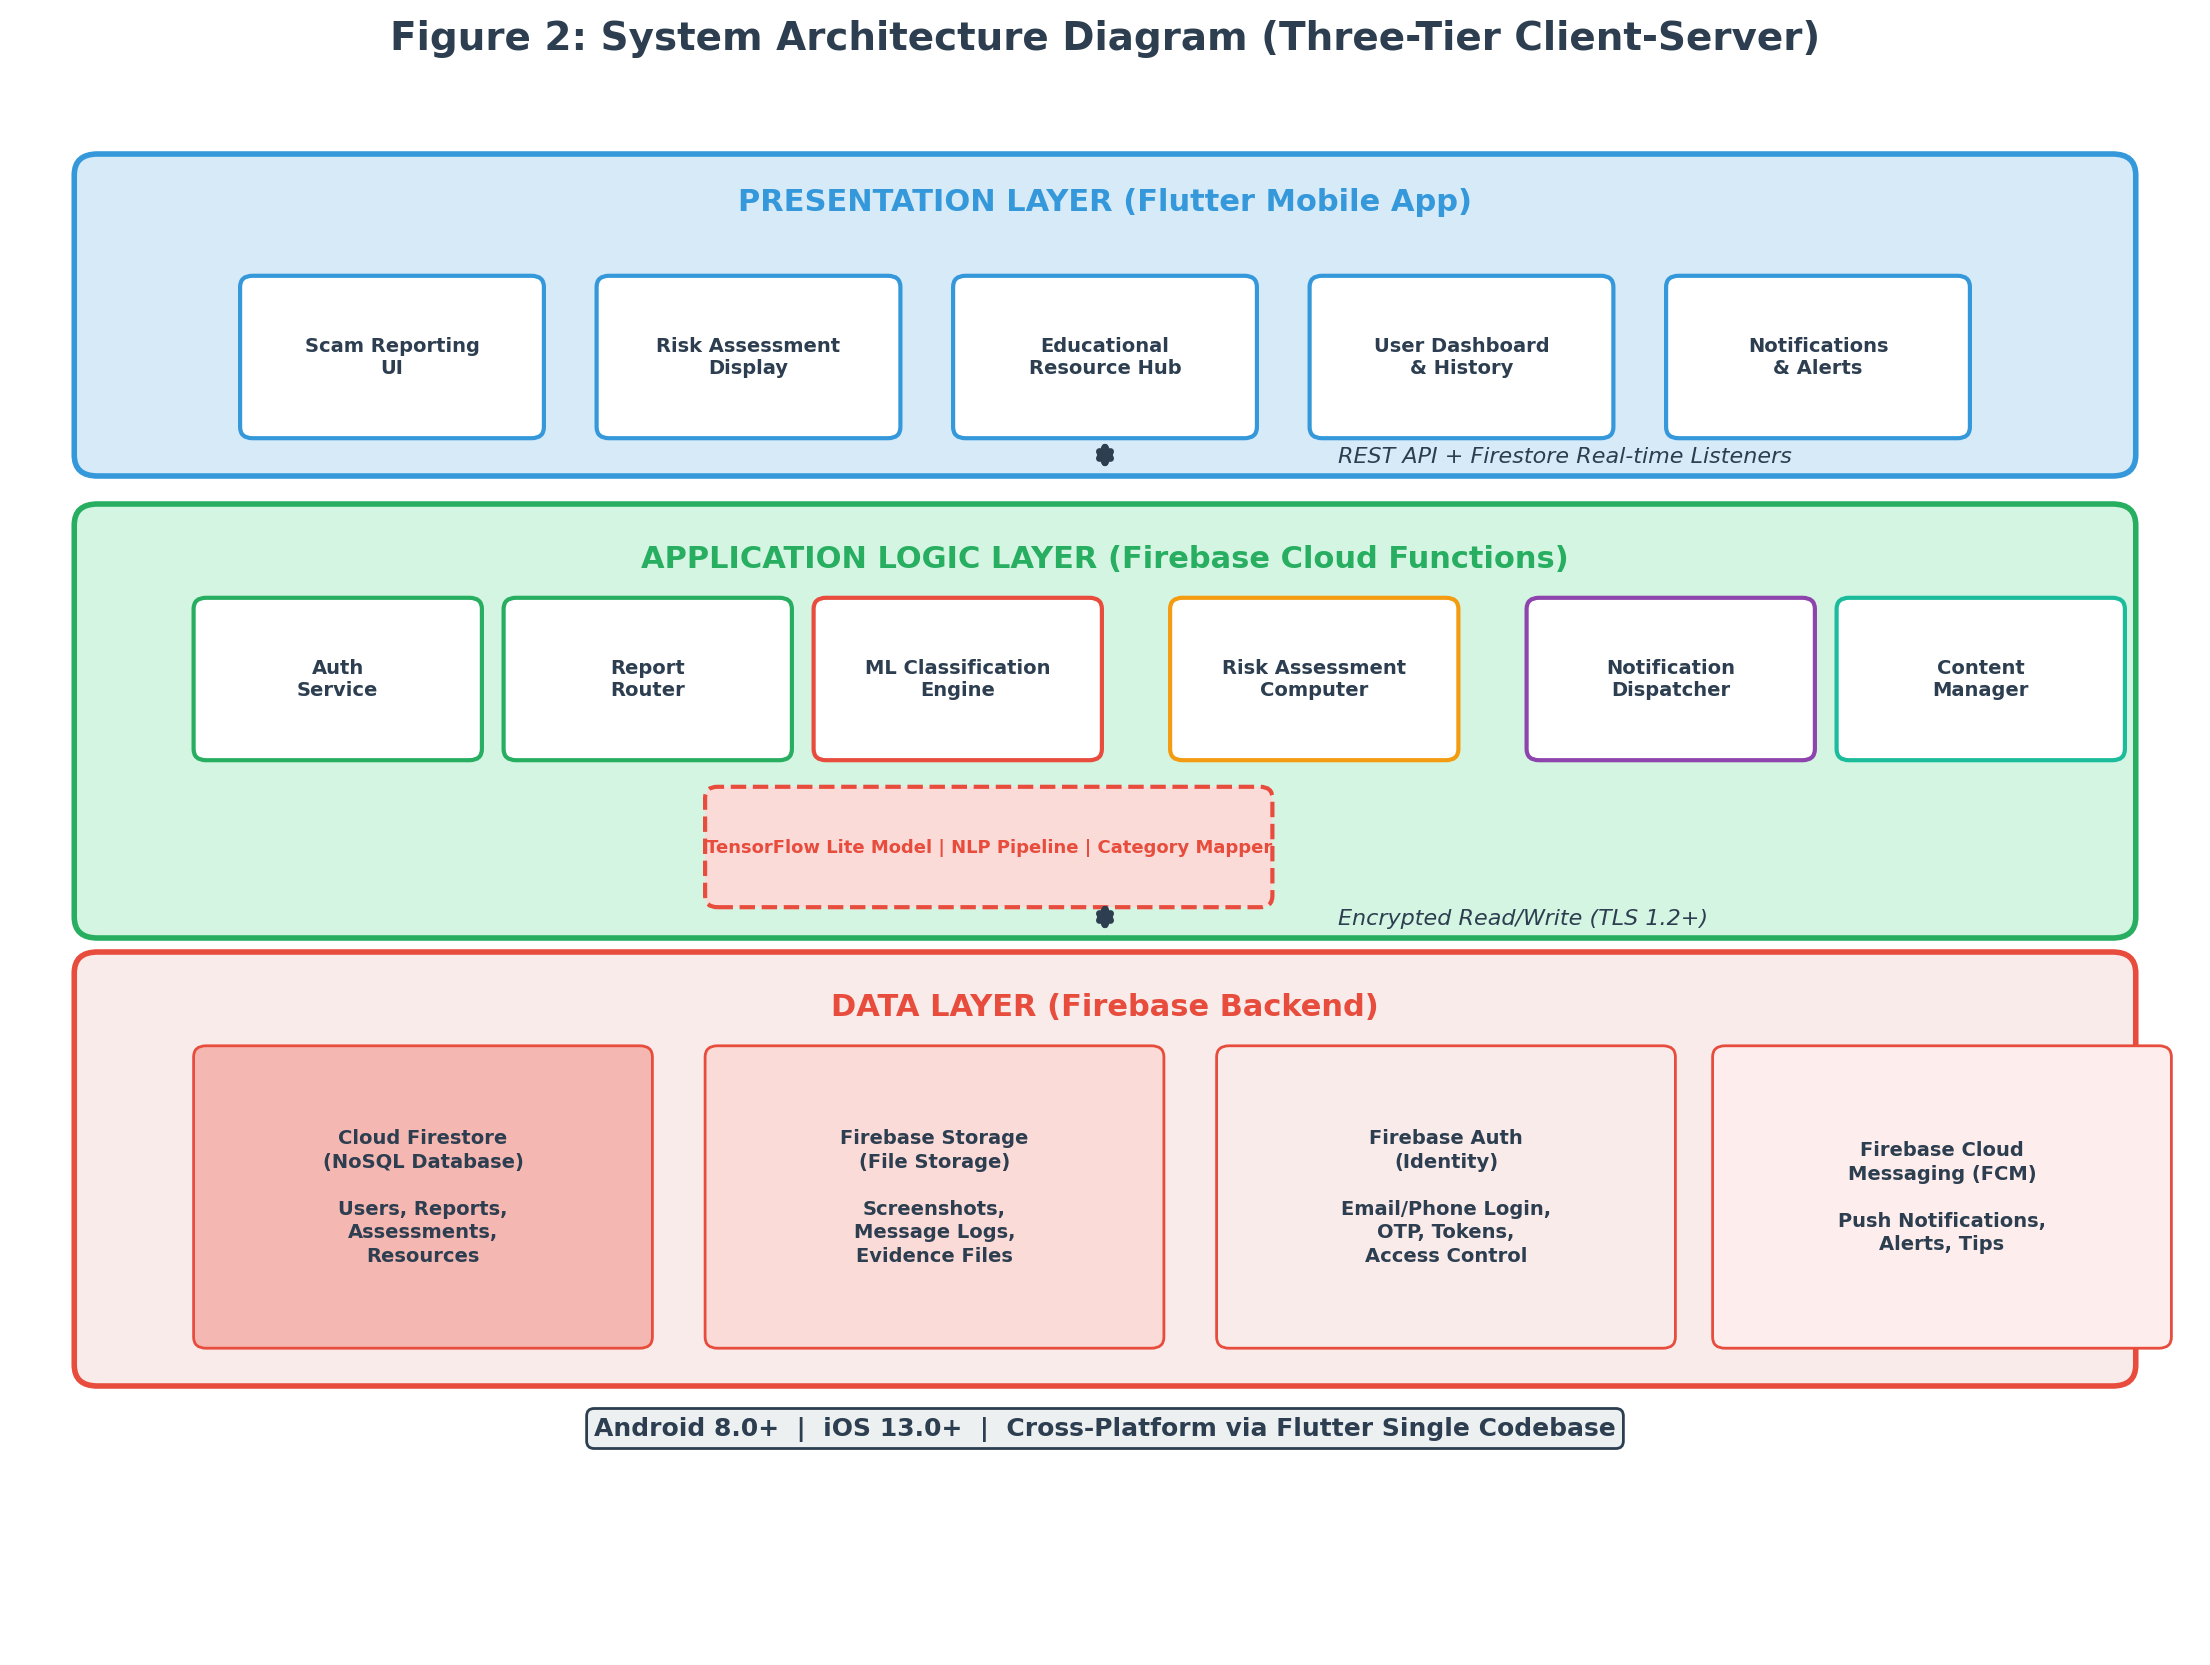 Figure 2: System Architecture Diagram (Three-Tier Client-Server)
PRESENTATION LAYER (Flutter Mobile App)
Scam Reporting
UI
Risk Assessment
Display
Educational
Resource Hub
User Dashboard
& History
Notifications
& Alerts
REST API + Firestore Real-time Listeners
APPLICATION LOGIC LAYER (Firebase Cloud Functions)
Auth
Service
Report
Router
ML Classification
Engine
Risk Assessment
Computer
Notification
Dispatcher
Content
Manager
TensorFlow Lite Model | NLP Pipeline | Category Mapper
Encrypted Read/Write (TLS 1.2+)
DATA LAYER (Firebase Backend)
Cloud Firestore
(NoSQL Database)
Users, Reports,
Assessments,
Resources
Firebase Storage
(File Storage)
Screenshots,
Message Logs,
Evidence Files
Firebase Auth
(Identity)
Email/Phone Login,
OTP, Tokens,
Access Control
Firebase Cloud
Messaging (FCM)
Push Notifications,
Alerts, Tips
Android 8.0+ | iOS 13.0+ | Cross-Platform via Flutter Single Codebase